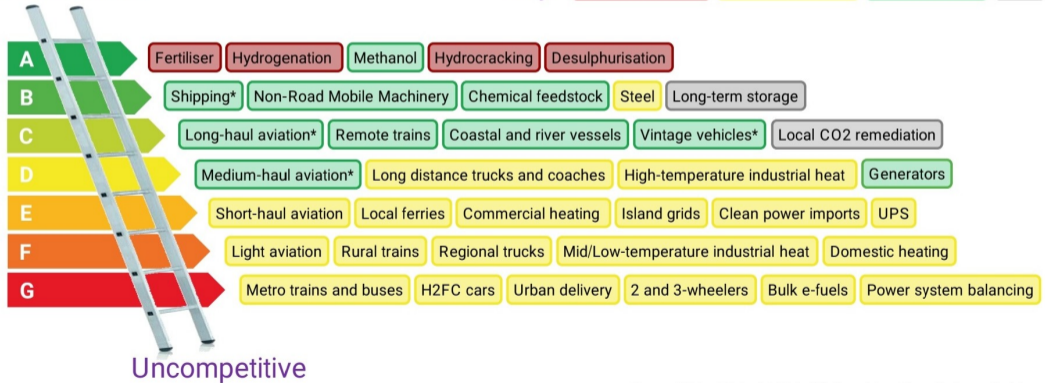 A Fertiliser Hydrogenation Methanol Hydrocracking Desulphurisation
B Shipping* Non-Road Mobile Machinery Chemical feedstock Steel Long-term storage
C Long-haul aviation* Remote trains Coastal and river vessels Vintage vehicles* Local CO2 remediation
D Medium-haul aviation* Long distance trucks and coaches High-temperature industrial heat Generators
E Short-haul aviation Local ferries Commercial heating Island grids Clean power imports UPS
F Light aviation Rural trains Regional trucks Mid/Low-temperature industrial heat Domestic heating
G Metro trains and buses H2FC cars Urban delivery 2 and 3-wheelers Bulk e-fuels Power system balancing
Uncompetitive